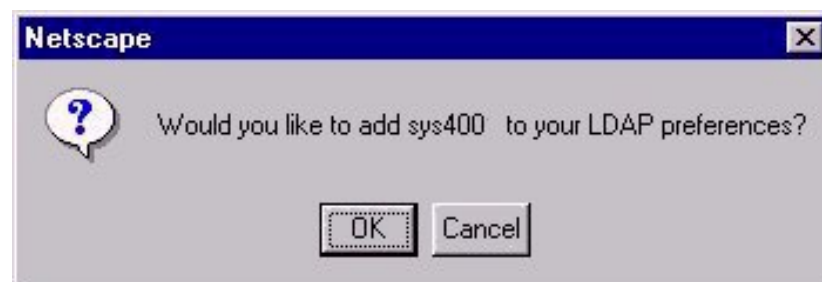 Netscape
Would you like to add sys400 to your LDAP preferences?
OK Cancel